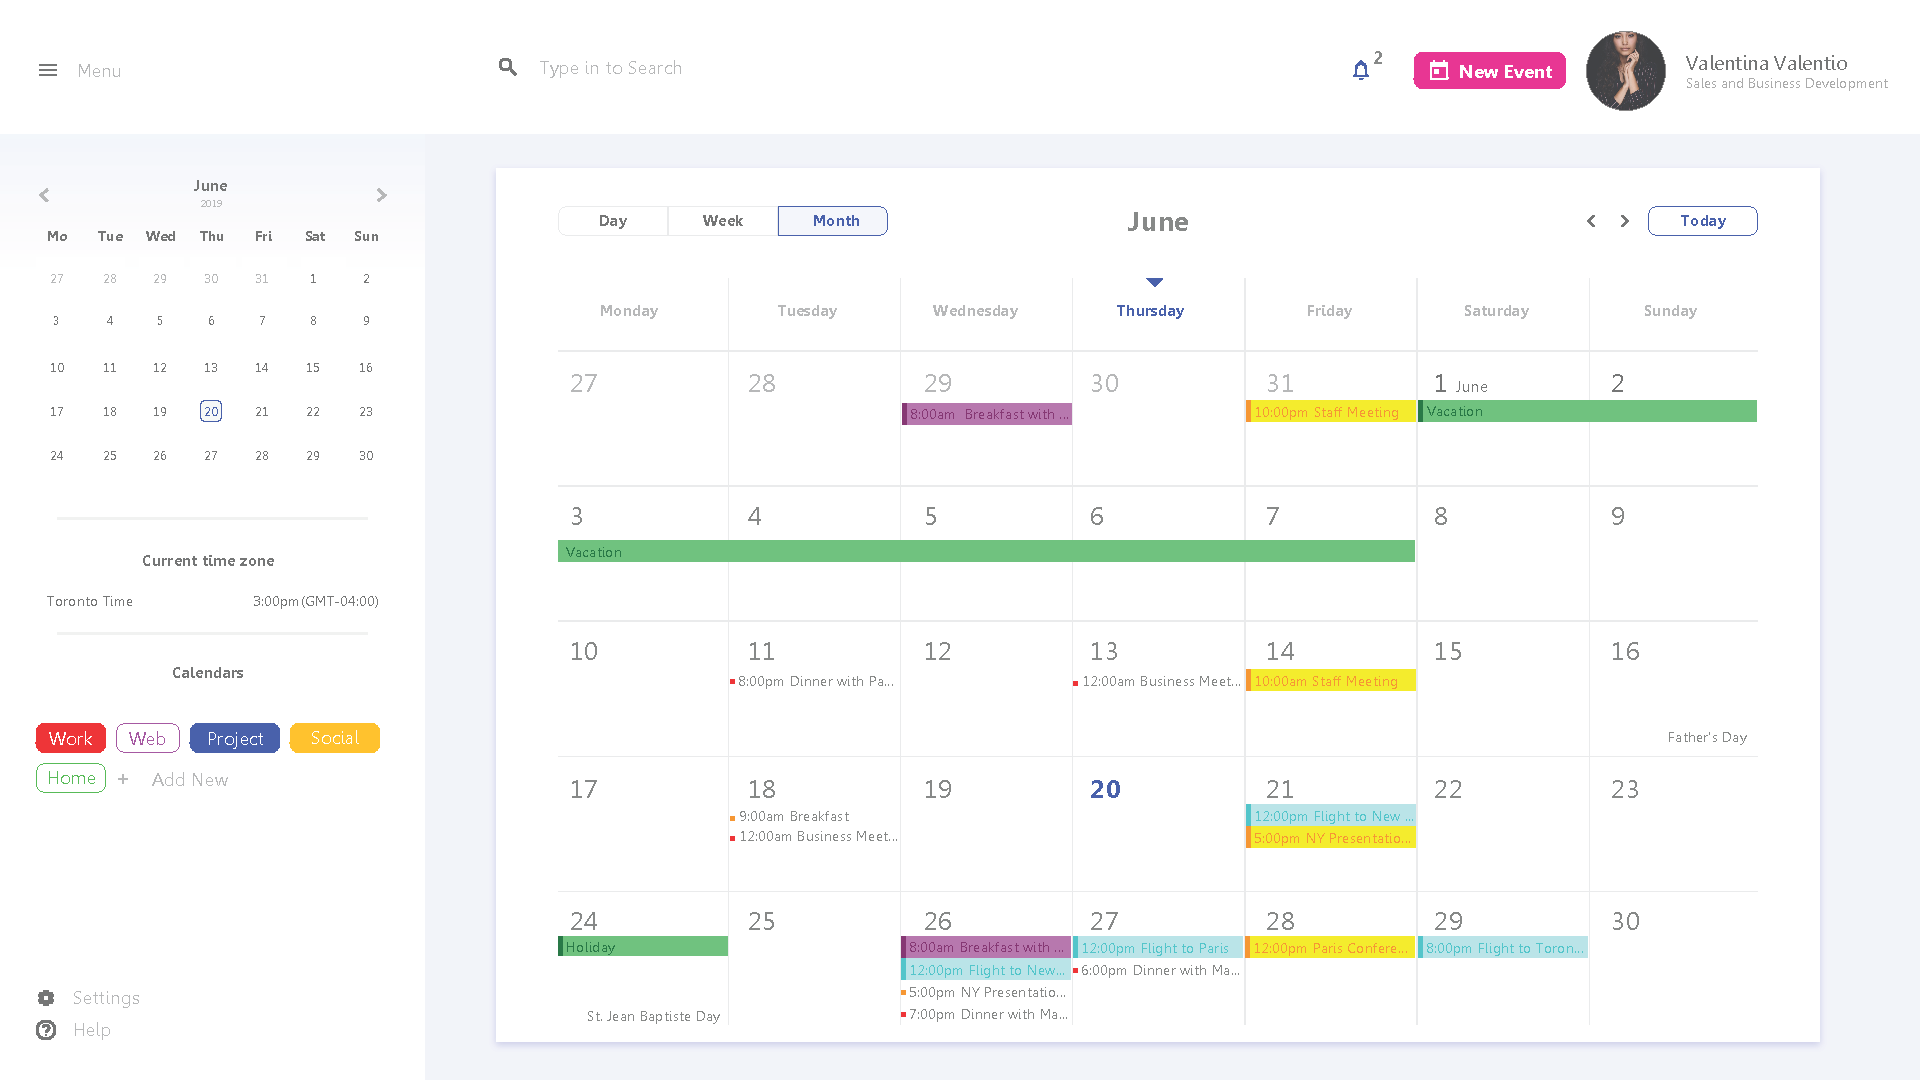 Menu
Type in to Search
2
New Event
Valentina Valentio
Sales and Business Development
June
2019
Mo Tue Wed Thu Fri Sat Sun
27 28 29 30 31 1 2
3 4 5 6 7 8 9
10 11 12 13 14 15 16
17 18 19 20 21 22 23
24 25 26 27 28 29 30
Current time zone
Toronto Time 3:00pm(GMT-04:00)
Calendars
Work Web Project Social
Home + Add New
Settings
Help
Day Week Month
June
Today
Monday Tuesday Wednesday Thursday Friday Saturday Sunday
27 28 29 30 31 1 June 2
8:00am Breakfast with ... 10:00pm Staff Meeting Vacation
3 4 5 6 7 8 9
Vacation
10 11 12 13 14 15 16
8:00pm Dinner with Pa... 12:00am Business Meet... 10:00am Staff Meeting
Father's Day
17 18 19 20 21 22 23
9:00am Breakfast 12:00pm Flight to New ...
12:00am Business Meet... 5:00pm NY Presentatio...
24 25 26 27 28 29 30
Holiday 8:00am Breakfast with ... 12:00pm Flight to Paris 12:00pm Paris Confere... 8:00pm Flight to Toron...
12:00pm Flight to New... 6:00pm Dinner with Ma...
5:00pm NY Presentatio...
St. Jean Baptiste Day 7:00pm Dinner with Ma...